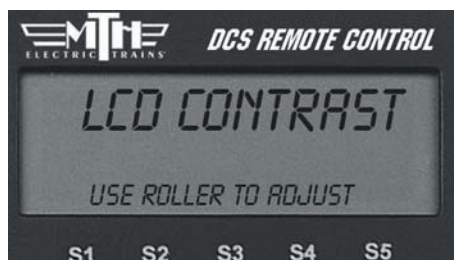 MTH DCS REMOTE CONTROL
ELECTRIC TRAINS
LCD CONTRAST
USE ROLLER TO ADJUST
S1 S2 S3 S4 S5